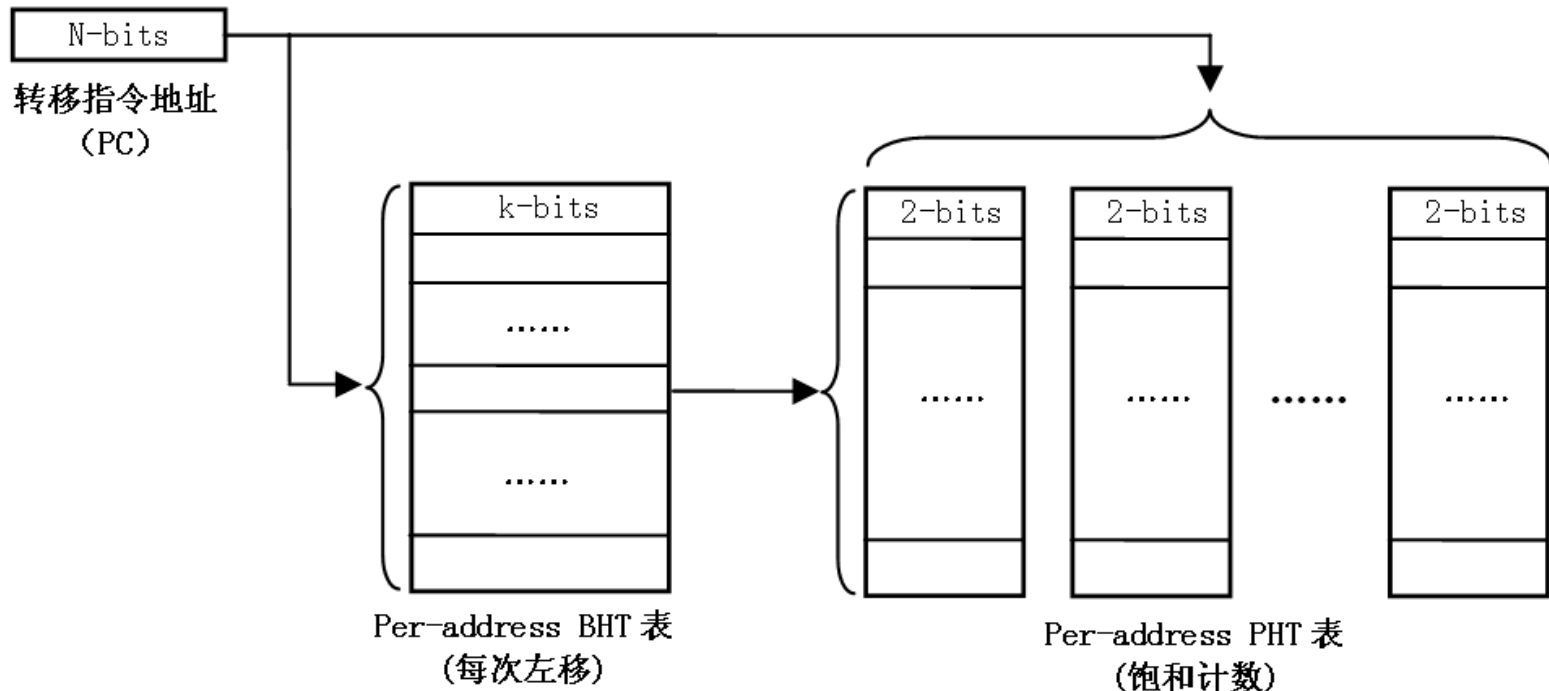 N-bits
转移指令地址
（PC）
k-bits
……
……
Per-address BHT 表
(每次左移)
2-bits 2-bits 2-bits
…… …… …… ……
Per-address PHT 表
(饱和计数)